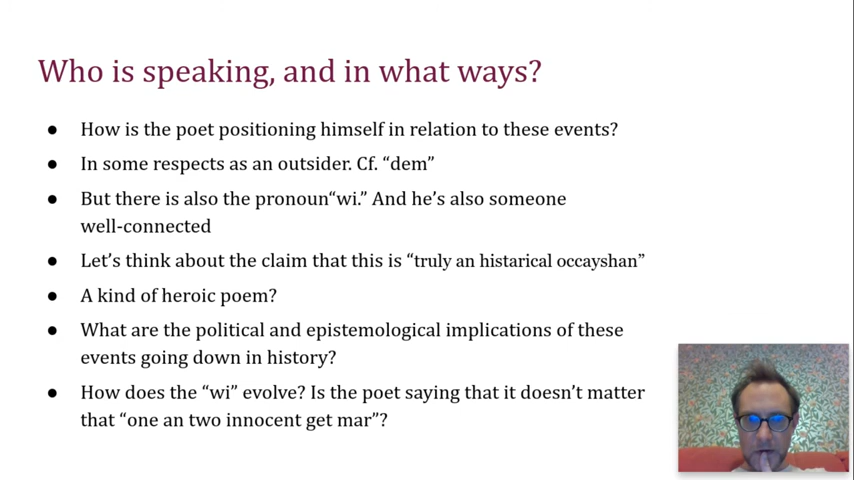 Who is speaking, and in what ways?
● How is the poet positioning himself in relation to these events?
● In some respects as an outsider. Cf. “dem”
● But there is also the pronoun“wi.” And he’s also someone
well-connected
● Let’s think about the claim that this is “truly an histarical occayshan”
● A kind of heroic poem?
● What are the political and epistemological implications of these
events going down in history?
● How does the “wi” evolve? Is the poet saying that it doesn’t matter
that “one an two innocent get mar”?